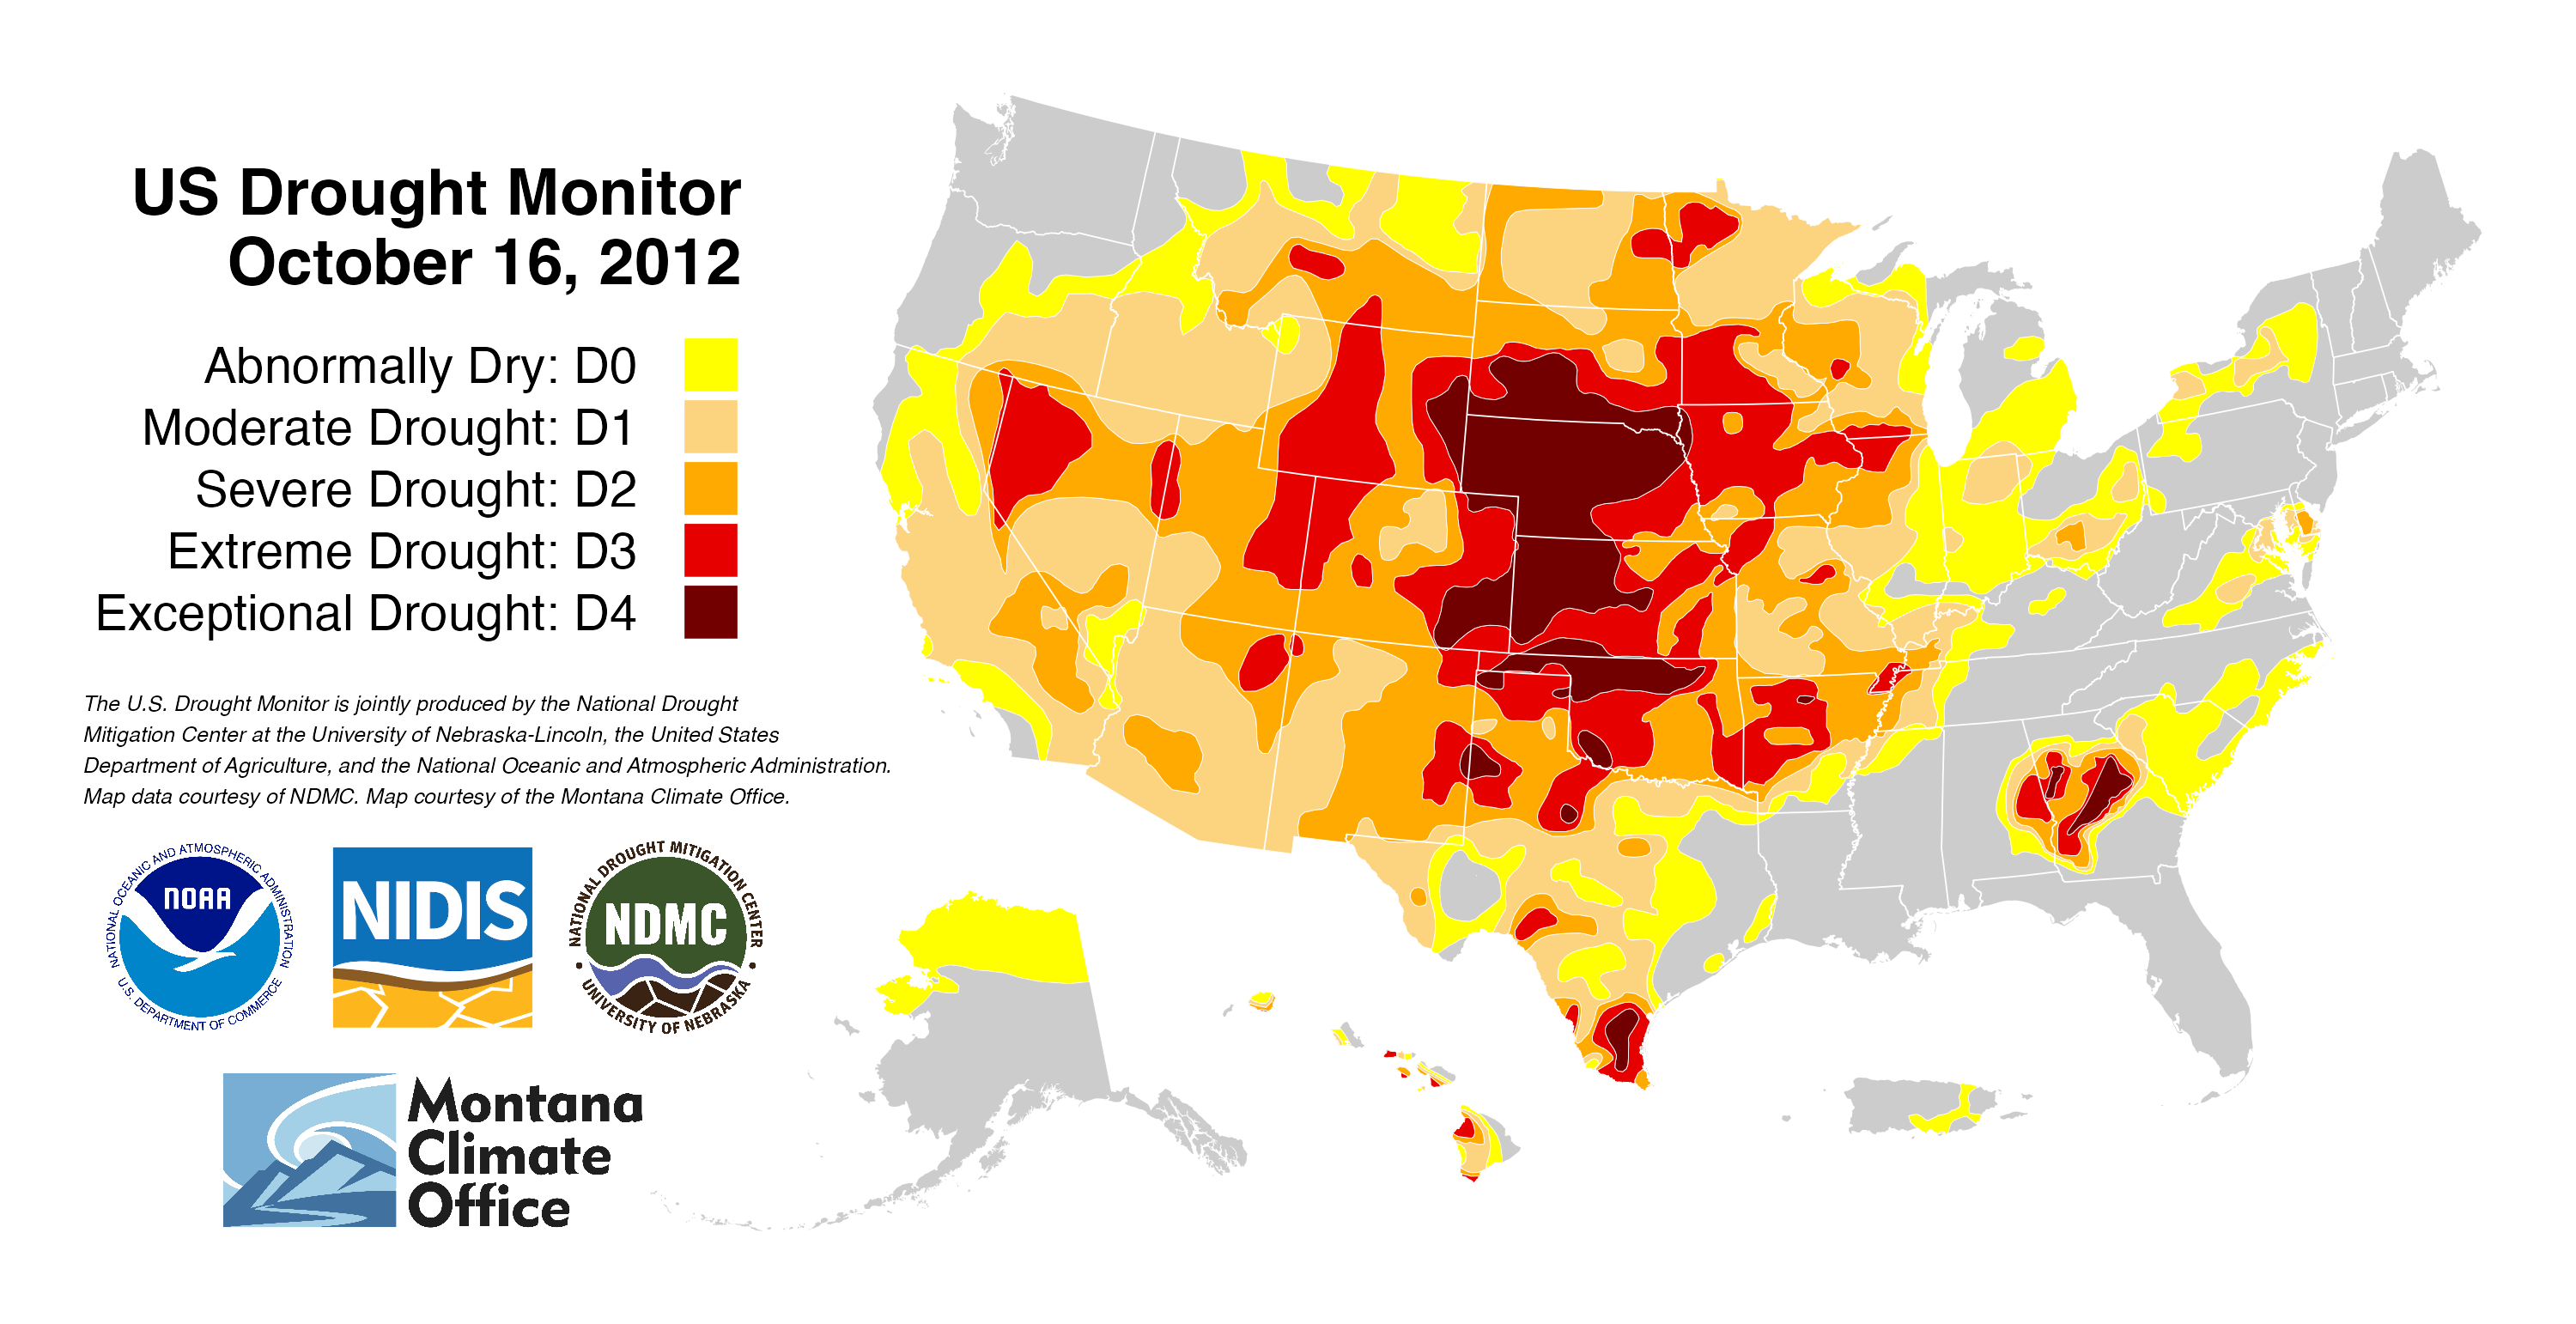 US Drought Monitor
October 16, 2012
Abnormally Dry: D0
Moderate Drought: D1
Severe Drought: D2
Extreme Drought: D3
Exceptional Drought: D4
The U.S. Drought Monitor is jointly produced by the National Drought
Mitigation Center at the University of Nebraska-Lincoln, the United States
Department of Agriculture, and the National Oceanic and Atmospheric Administration.
Map data courtesy of NDMC. Map courtesy of the Montana Climate Office.
NATIONAL OCEANIC AND ATMOSPHERIC ADMINISTRATION
NOAA
U.S. DEPARTMENT OF COMMERCE
NIDIS
NATIONAL DROUGHT MITIGATION CENTER
NDMC
UNIVERSITY OF NEBRASKA
Montana
Climate
Office